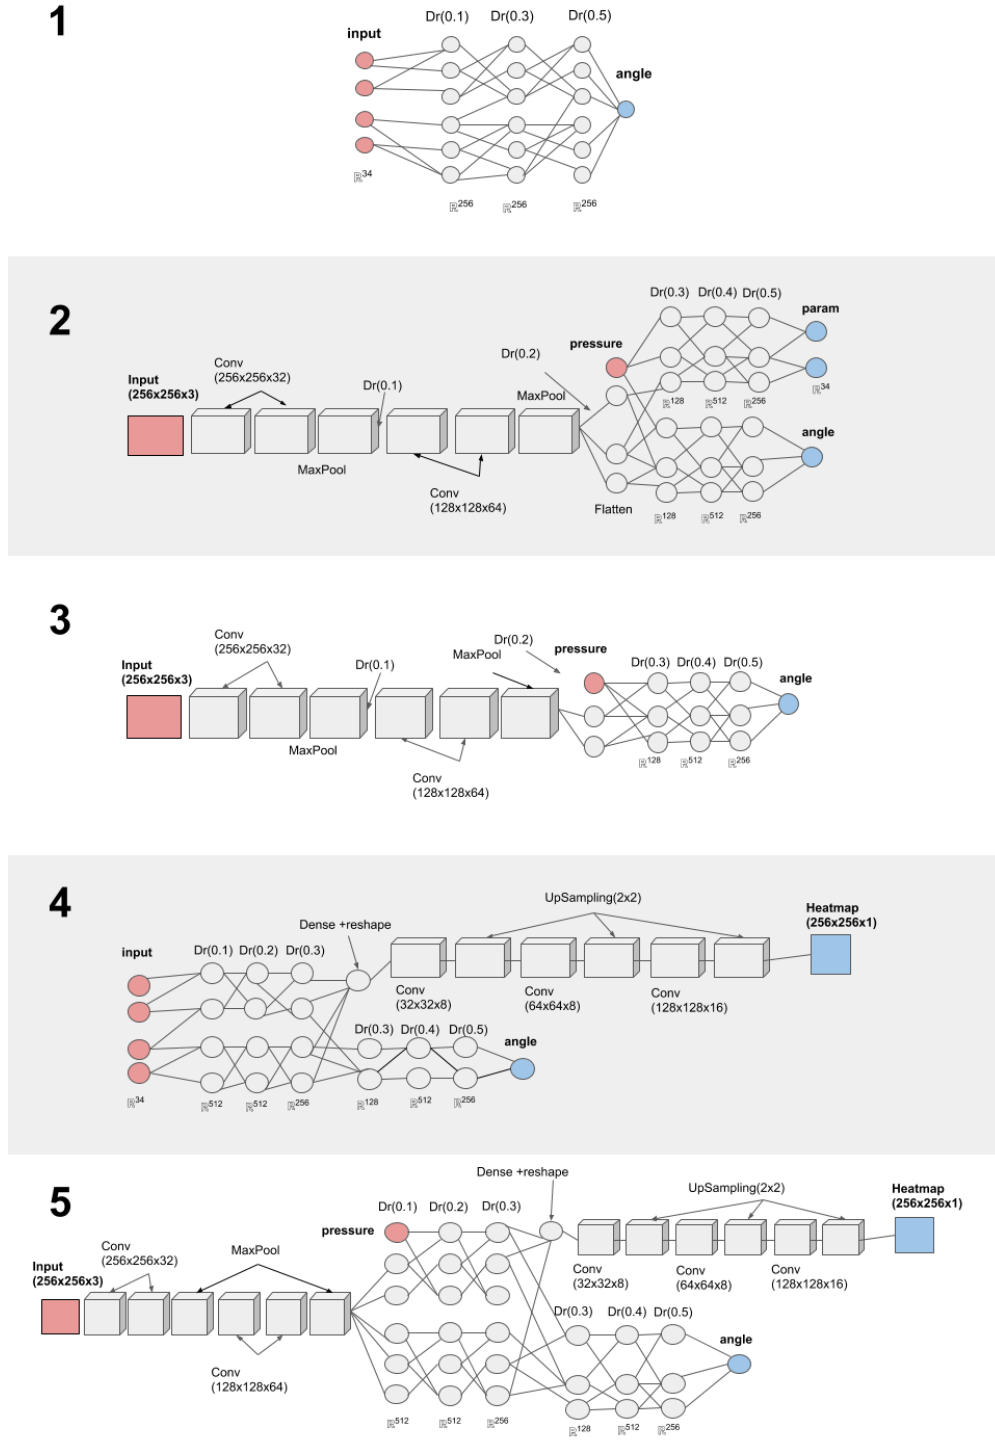 1
input
Dr(0.1) Dr(0.3) Dr(0.5)
angle
ℝ34
ℝ256 ℝ256 ℝ256
2
Dr(0.3) Dr(0.4) Dr(0.5)
param
pressure
Dr(0.2)
Conv
(256x256x32)
Input
(256x256x3)
Dr(0.1)
MaxPool
ℝ34
ℝ128 ℝ512 ℝ256
angle
MaxPool
Conv
(128x128x64)
Flatten
ℝ128 ℝ512 ℝ256
3
Conv
(256x256x32)
Dr(0.2)
MaxPool
pressure
Input
(256x256x3)
Dr(0.1)
Dr(0.3) Dr(0.4) Dr(0.5)
angle
MaxPool
ℝ128 ℝ512 ℝ256
Conv
(128x128x64)
4
UpSampling(2x2)
Heatmap
(256x256x1)
Dense +reshape
input
Dr(0.1) Dr(0.2) Dr(0.3)
Conv
(32x32x8)
Conv
(64x64x8)
Conv
(128x128x16)
Dr(0.3) Dr(0.4) Dr(0.5)
angle
ℝ34
ℝ512 ℝ512 ℝ256 ℝ128 ℝ512 ℝ256
5
Dense +reshape
UpSampling(2x2)
Heatmap
(256x256x1)
Dr(0.1) Dr(0.2) Dr(0.3)
pressure
Conv
(256x256x32)
MaxPool
Input
(256x256x3)
Conv
(32x32x8)
Conv
(64x64x8)
Conv
(128x128x16)
Dr(0.3) Dr(0.4) Dr(0.5)
angle
Conv
(128x128x64)
ℝ512 ℝ512 ℝ256
ℝ128 ℝ512 ℝ256